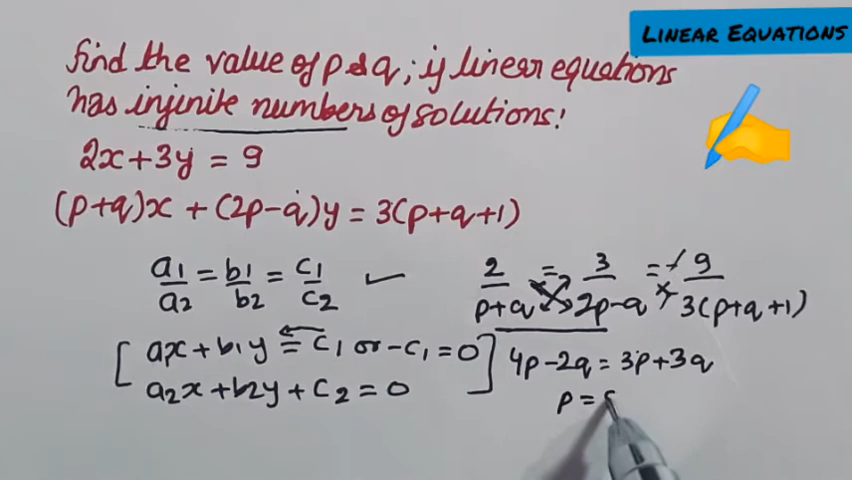 LINEAR EQUATIONS
find the value of p & q ; if linear equations
has infinite numbers of solutions!
2x + 3y = 9
(p+q)x + (2p-q)y = 3(p+q+1)
a1/a2 = b1/b2 = c1/c2 ✓
2/(p+q) = 3/(2p-q) = 9/3(p+q+1)
[ax + b1y = c1 or -c1 = 0]
a2x + b2y + c2 = 0
4p - 2q = 3p + 3q
p =